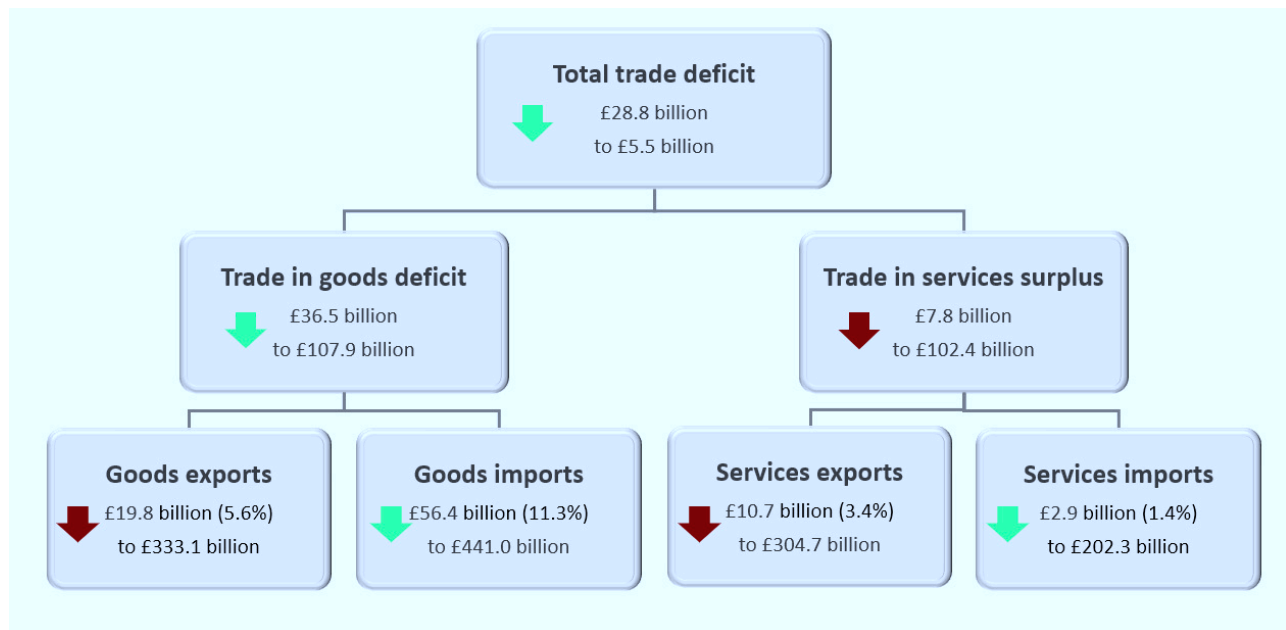 Total trade deficit
£28.8 billion
to £5.5 billion
Trade in goods deficit
£36.5 billion
to £107.9 billion
Trade in services surplus
£7.8 billion
to £102.4 billion
Goods exports
£19.8 billion (5.6%)
to £333.1 billion
Goods imports
£56.4 billion (11.3%)
to £441.0 billion
Services exports
£10.7 billion (3.4%)
to £304.7 billion
Services imports
£2.9 billion (1.4%)
to £202.3 billion